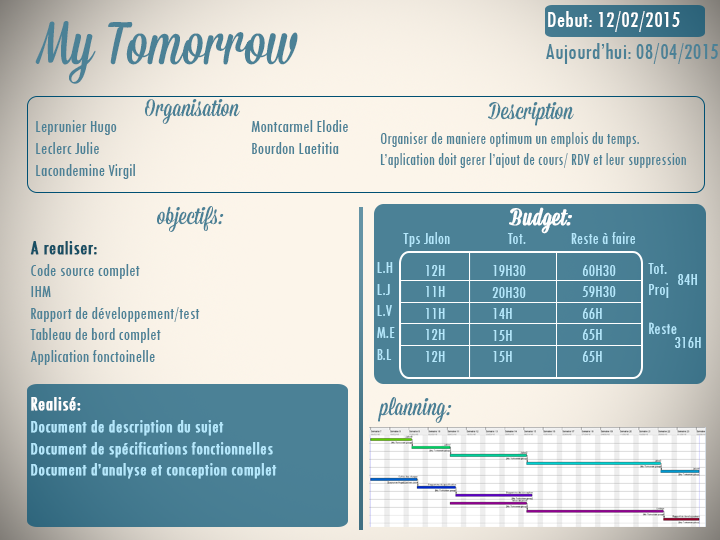 My Tomorrow
Debut: 12/02/2015
Aujourd'hui: 08/04/2015
Organisation
Leprunier Hugo
Leclerc Julie
Lacondemine Virgil
Montcarmel Elodie
Bourdon Laetitia
Description
Organiser de maniere optimum un emplois du temps.
L'aplication doit gerer l'ajout de cours/ RDV et leur suppression
objectifs:
A realiser:
Code source complet
IHM
Rapport de développement/test
Tableau de bord complet
Application fonctoinelle
Realisé:
Document de description du sujet
Document de spécifications fonctionnelles
Document d'analyse et conception complet
Budget:
Tps Jalon Tot. Reste à faire
L.H 12H 19H30 60H30
L.J 11H 20H30 59H30
L.V 11H 14H 66H
M.E 12H 15H 65H
B.L 12H 15H 65H
Tot. Proj 84H
Reste 316H
planning: